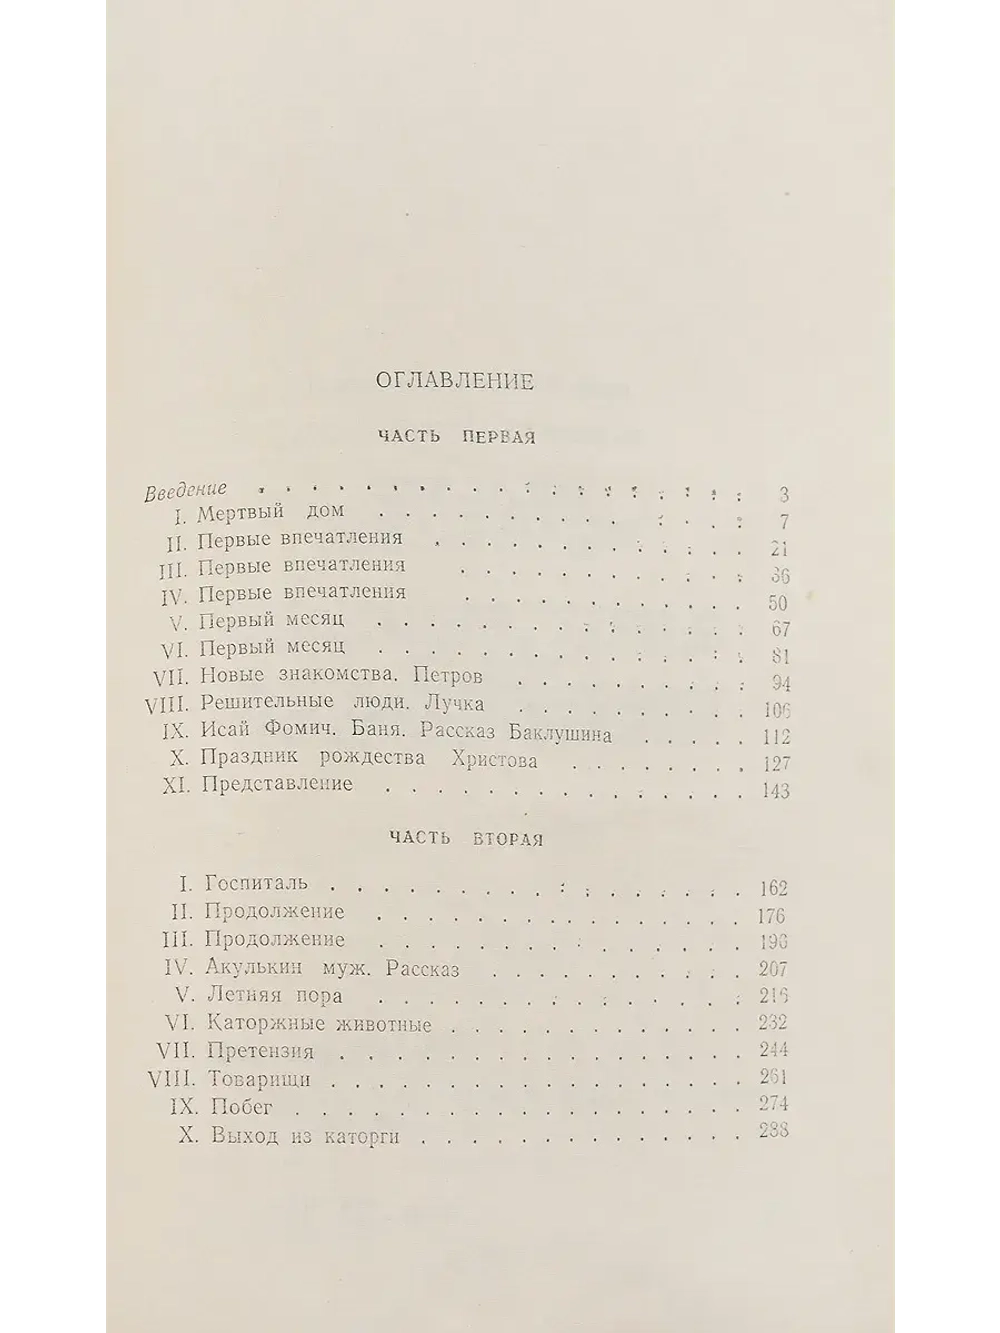 ОГЛАВЛЕНИЕ
ЧАСТЬ ПЕРВАЯ
Введение . . . . . . . . . . . . . . . . . . . 3
I. Мертвый дом . . . . . . . . . . . . . . 7
II. Первые впечатления . . . . . . . . . . . . 21
III. Первые впечатления . . . . . . . . . . . 36
IV. Первые впечатления . . . . . . . . . . . 50
V. Первый месяц . . . . . . . . . . . . . . 67
VI. Первый месяц . . . . . . . . . . . . . . 81
VII. Новые знакомства. Петров . . . . . . . . . 94
VIII. Решительные люди. Лучка . . . . . . . . . 106
IX. Исай Фомич. Баня. Рассказ Баклушина . . . . . 112
X. Праздник рождества Христова . . . . . . . 127
XI. Представление . . . . . . . . . . . . . . 143
ЧАСТЬ ВТОРАЯ
I. Госпиталь . . . . . . . . . . . . . . . . 162
II. Продолжение . . . . . . . . . . . . . . 176
III. Продолжение . . . . . . . . . . . . . . 193
IV. Акулькин муж. Рассказ . . . . . . . . . . 207
V. Летняя пора . . . . . . . . . . . . . . 216
VI. Каторжные животные . . . . . . . . . . . . 232
VII. Претензия . . . . . . . . . . . . . . . 244
VIII. Товарищи . . . . . . . . . . . . . . . . 261
IX. Побег . . . . . . . . . . . . . . . . . 274
X. Выход из каторги . . . . . . . . . . . . . 288